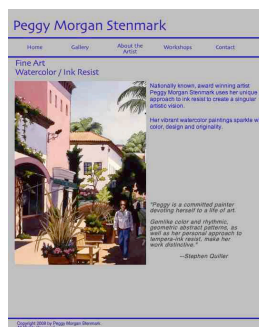 Peggy Morgan Stenmark
Home Gallery About the Artist Workshops Contact
Fine Art
Watercolor / Ink Resist
Nationally known, award winning artist
Peggy Morgan Stenmark uses her unique
approach to ink resist to create a singular
artistic vision.
Her vibrant watercolor paintings sparkle w
color, design and originality.
"Peggy is a committed painter
devoting herself to a life of art.
Gemlike color and rhythmic,
geometric abstract patterns, as
well as her personal approach to
tempera-ink resist, make her
work distinctive."
—Stephen Quiller
Copyright 2009 by Peggy Morgan Stenmark.